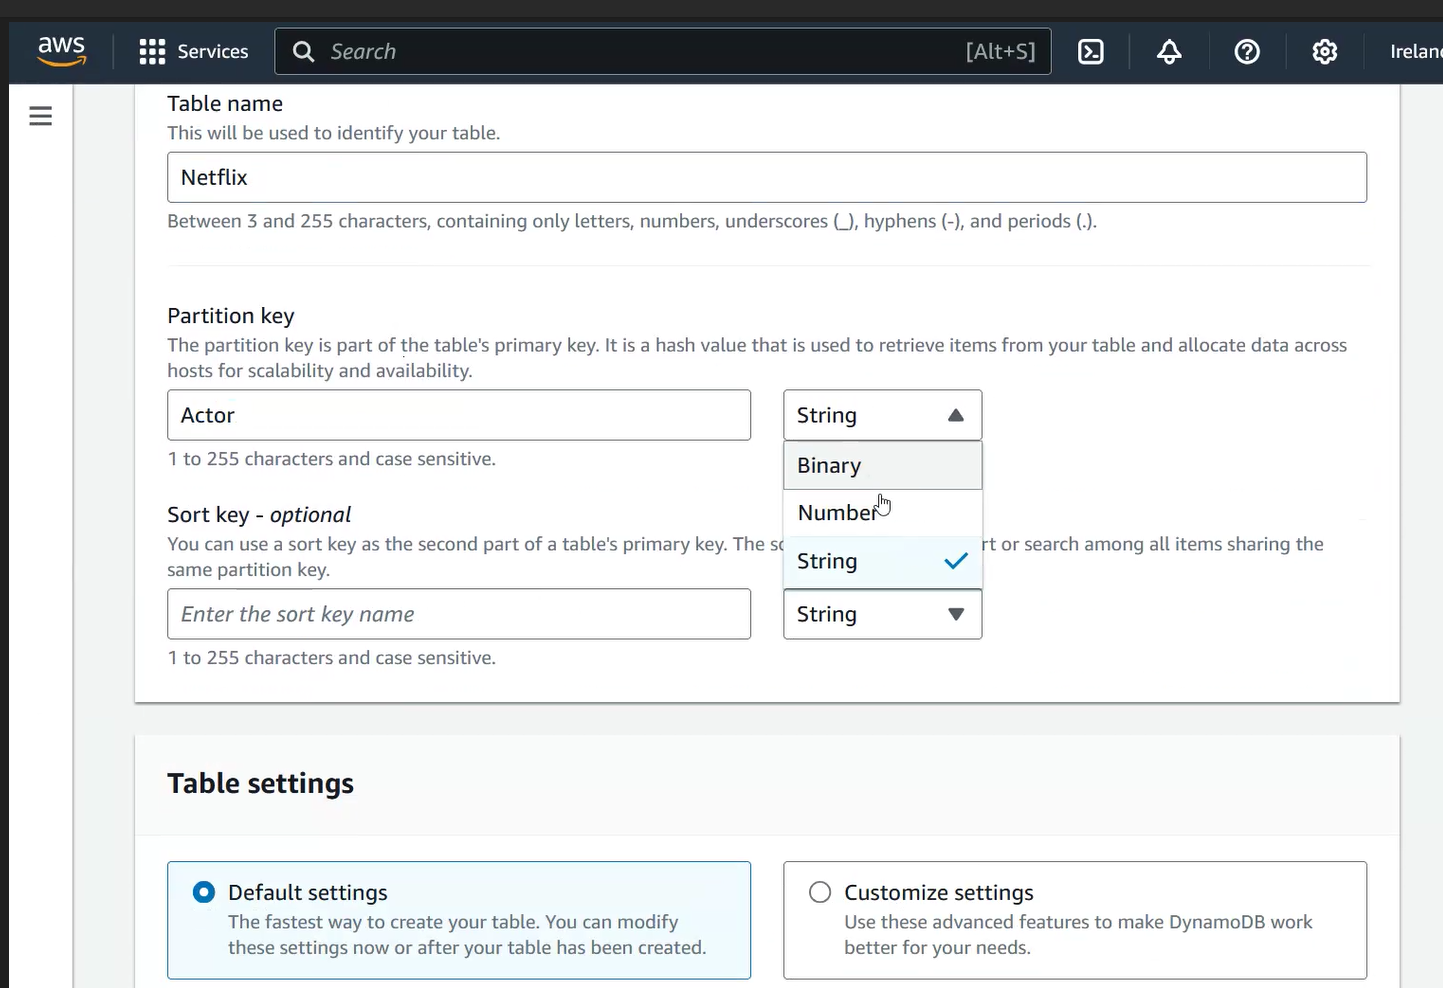 aws
Services
Search
[Alt+S]
Table name
This will be used to identify your table.
Netflix
Between 3 and 255 characters, containing only letters, numbers, underscores (_), hyphens (-), and periods (.).
Partition key
The partition key is part of the table's primary key. It is a hash value that is used to retrieve items from your table and allocate data across
hosts for scalability and availability.
Actor
String
Binary
Number
String
1 to 255 characters and case sensitive.
Sort key - optional
You can use a sort key as the second part of a table's primary key. The
or search among all items sharing the
same partition key.
Enter the sort key name
String
1 to 255 characters and case sensitive.
Table settings
Default settings
The fastest way to create your table. You can modify
these settings now or after your table has been created.
Customize settings
Use these advanced features to make DynamoDB work
better for your needs.